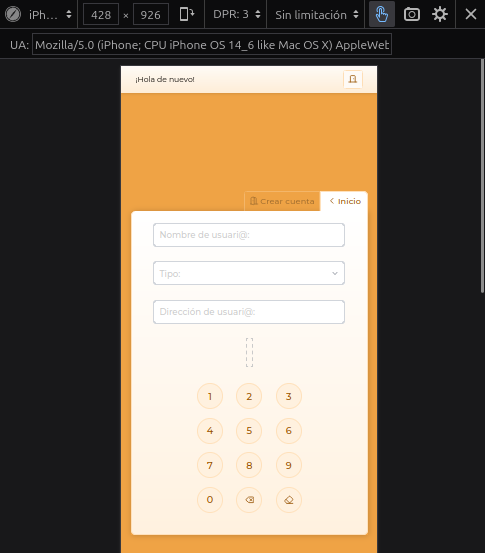 iPh... 428 × 926 DPR: 3 Sin limitación
UA: Mozilla/5.0 (iPhone; CPU iPhone OS 14_6 like Mac OS X) AppleWeb
¡Hola de nuevo!
Crear cuenta Inicio
Nombre de usuari@:
Tipo:
Dirección de usuari@:
1 2 3
4 5 6
7 8 9
0